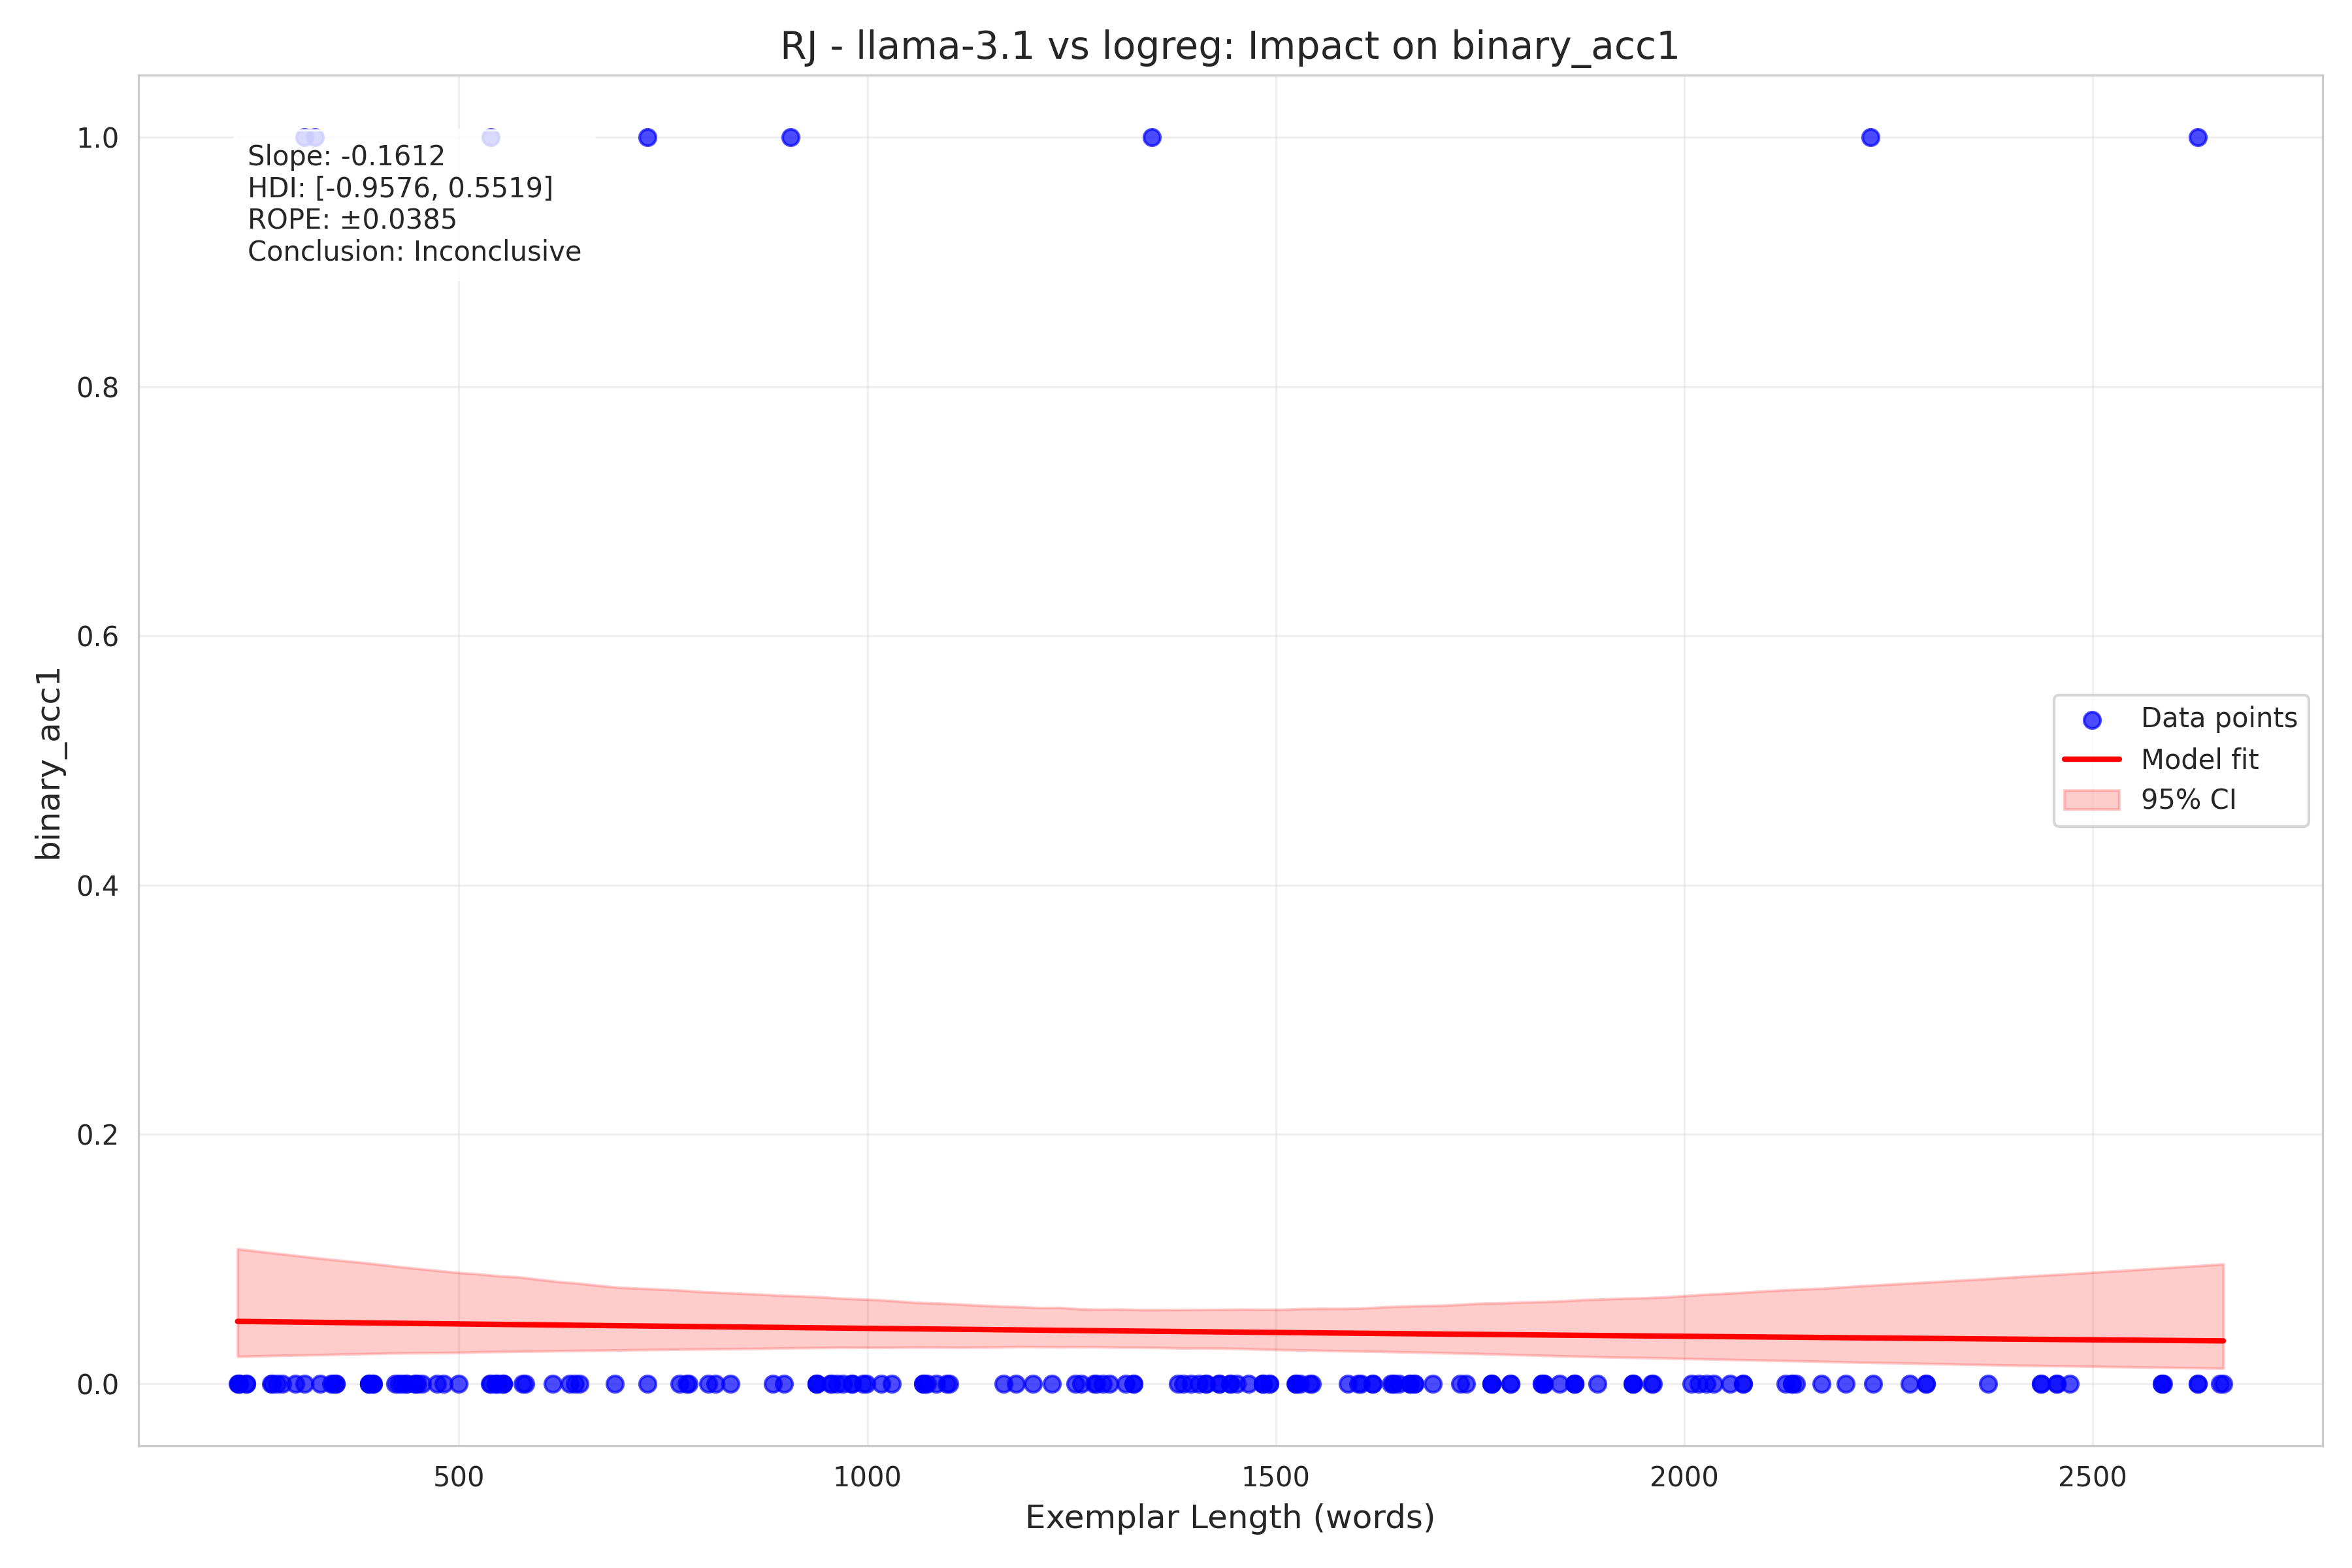 RJ - llama-3.1 vs logreg: Impact on binary_acc1
1.0
0.8
0.6
0.4
0.2
0.0
binary_acc1
Slope: -0.1612
HDI: [-0.9576, 0.5519]
ROPE: ±0.0385
Conclusion: Inconclusive
Data points
Model fit
95% CI
500
1000
1500
2000
2500
Exemplar Length (words)